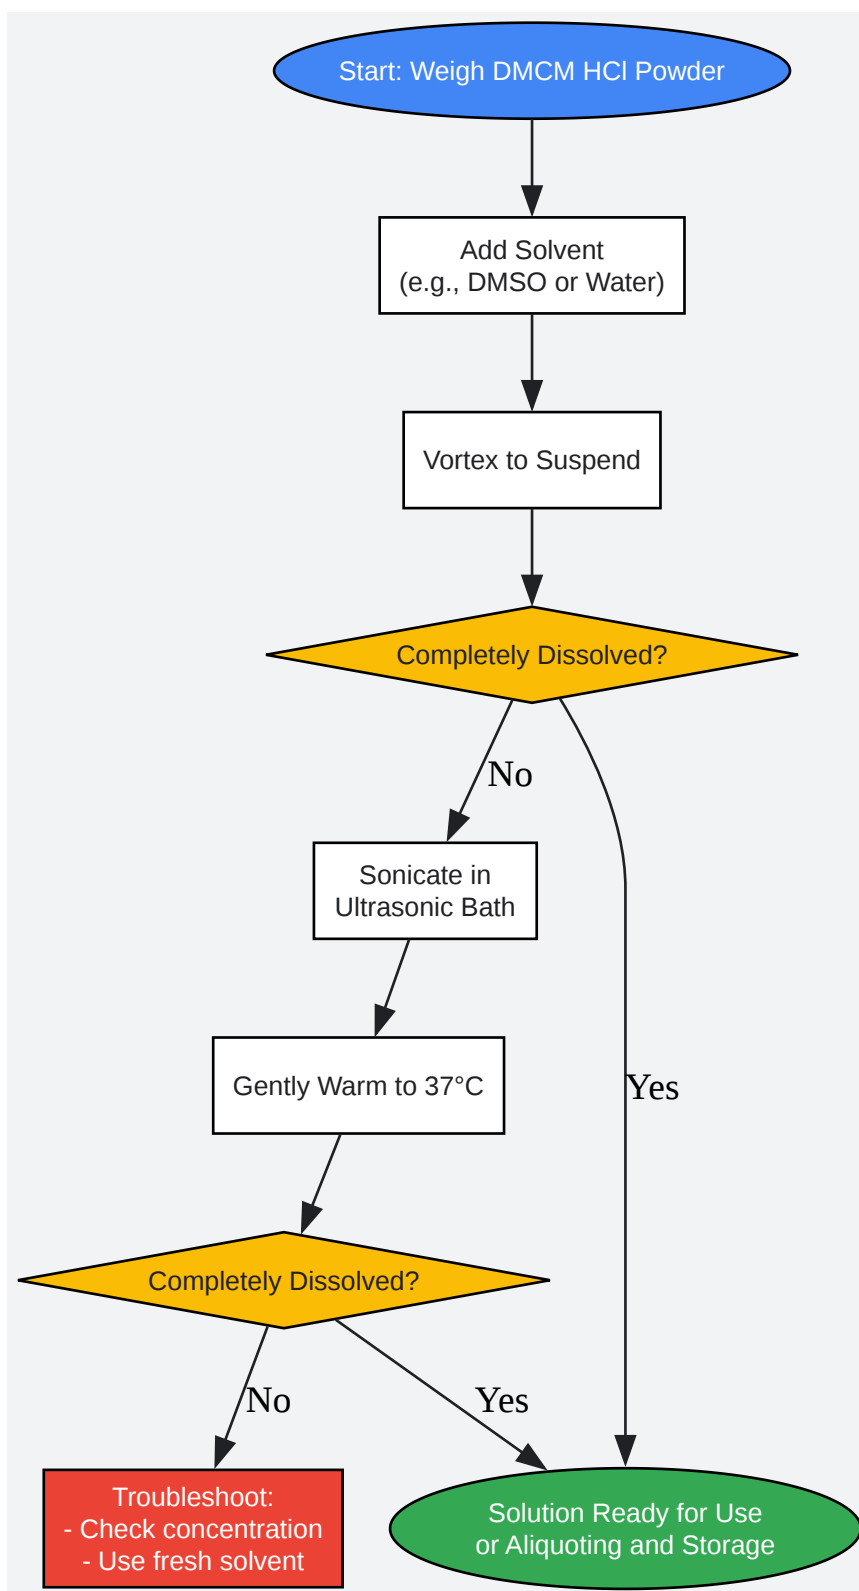 Start: Weigh DMCM HCl Powder
Add Solvent
(e.g., DMSO or Water)
Vortex to Suspend
Completely Dissolved?
No
Sonicate in
Ultrasonic Bath
Gently Warm to 37°C
Yes
Completely Dissolved?
No
Yes
Troubleshoot:
- Check concentration
- Use fresh solvent
Solution Ready for Use
or Aliquoting and Storage